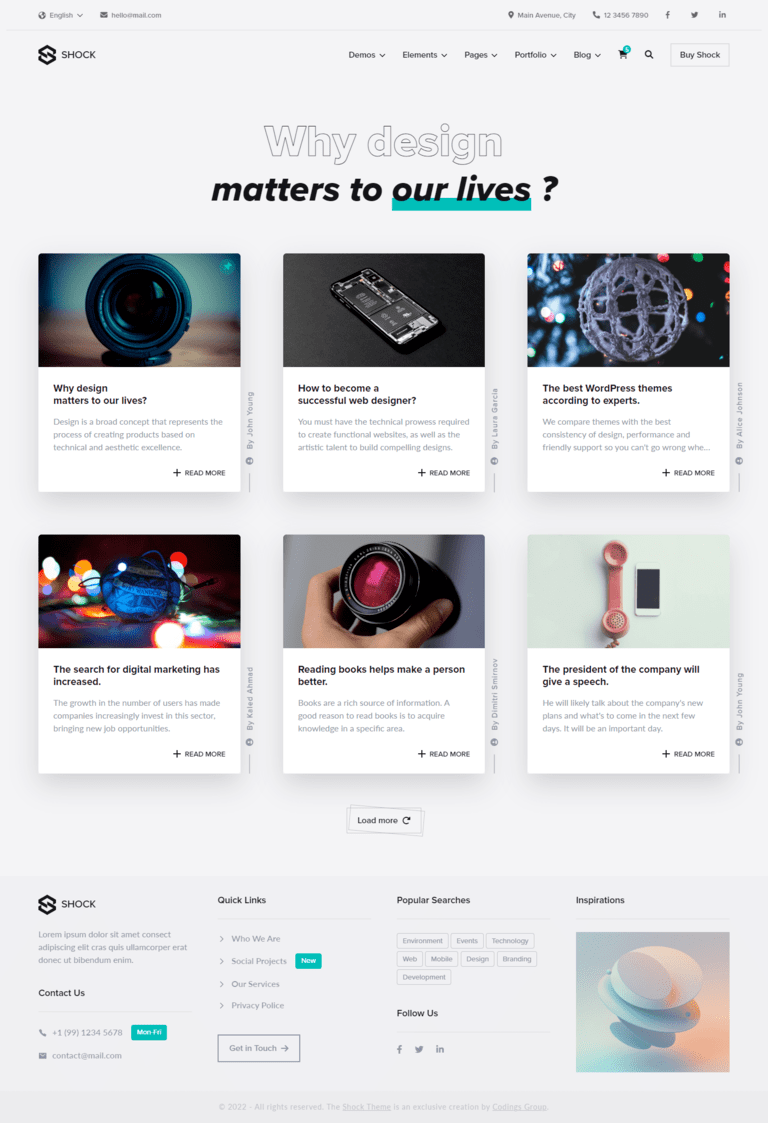 English
hello@mail.com
Main Avenue, City
12 3456 7890
SHOCK
Demos
Elements
Pages
Portfolio
Blog
5
Buy Shock
Why design
matters to our lives ?
Why design
matters to our lives?
Design is a broad concept that represents the
process of creating products based on
technical and aesthetic excellence.
READ MORE
By John Young
How to become a
successful web designer?
You must have the technical prowess required
to create functional websites, as well as the
artistic talent to build compelling designs.
READ MORE
By Laura Garcia
The best WordPress themes
according to experts.
We compare themes with the best
consistency of design, performance and
friendly support so you can't go wrong whe...
READ MORE
By Alice Johnson
The search for digital marketing has
increased.
The growth in the number of users has made
companies increasingly invest in this sector,
bringing new job opportunities.
READ MORE
By Kaled Ahmad
Reading books helps make a person
better.
Books are a rich source of information. A
good reason to read books is to acquire
knowledge in a specific area.
READ MORE
By Dimitri Smirnov
The president of the company will
give a speech.
He will likely talk about the company's new
plans and what's to come in the next few
days. It will be an important day.
READ MORE
By John Young
Load more
SHOCK
Lorem ipsum dolor sit amet consect
adipiscing elit cras quis ullamcorper erat
donec ut bibendum enim.
Contact Us
+1 (99) 1234 5678
Mon-Fri
contact@mail.com
Quick Links
Who We Are
Social Projects
New
Our Services
Privacy Police
Get in Touch
Popular Searches
Environment
Events
Technology
Web
Mobile
Design
Branding
Development
Follow Us
Inspirations
© 2022 - All rights reserved. The Shock Theme is an exclusive creation by Codings Group.